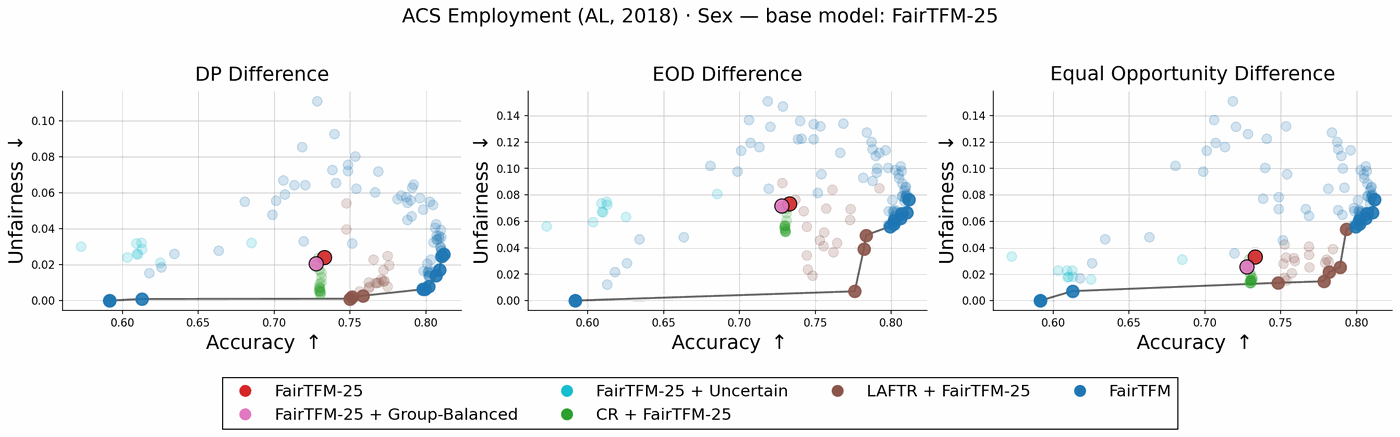 ACS Employment (AL, 2018) · Sex — base model: FairTFM-25
DP Difference
EOD Difference
Equal Opportunity Difference
Unfairness ↓
0.10
0.08
0.06
0.04
0.02
0.00
0.60 0.65 0.70 0.75 0.80
Accuracy ↑
Unfairness ↓
0.14
0.12
0.10
0.08
0.06
0.04
0.02
0.00
0.60 0.65 0.70 0.75 0.80
Accuracy ↑
Unfairness ↓
0.14
0.12
0.10
0.08
0.06
0.04
0.02
0.00
0.60 0.65 0.70 0.75 0.80
Accuracy ↑
FairTFM-25
FairTFM-25 + Group-Balanced
FairTFM-25 + Uncertain
CR + FairTFM-25
LAFTR + FairTFM-25
FairTFM